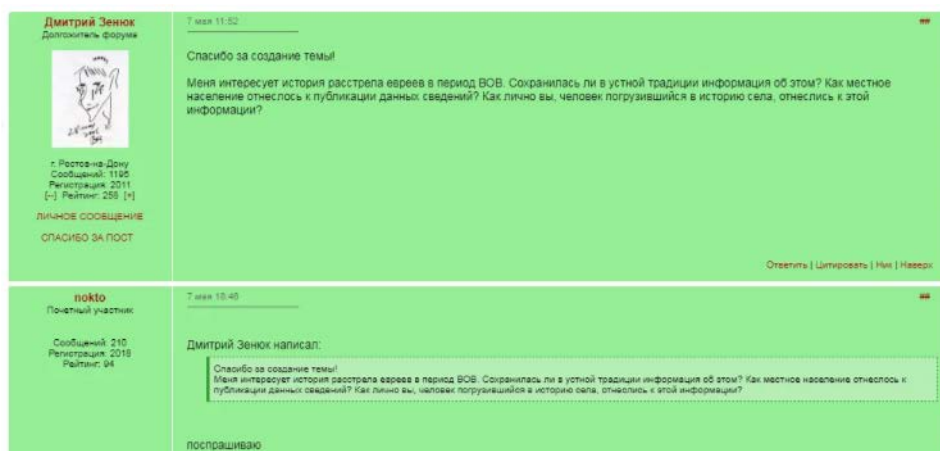 Дмитрий Зенюк
Долгожитель форума
г. Ростов-на-Дону
Сообщений: 1195
Регистрация: 2011
[–] Рейтинг: 255 [+]
ЛИЧНОЕ СООБЩЕНИЕ
СПАСИБО ЗА ПОСТ
7 мая 11:52
##
Спасибо за создание темы!
Меня интересует история расстрела евреев в период ВОВ. Сохранилась ли в устной традиции информация об этом? Как местное
население отнеслось к публикации данных сведений? Как лично вы, человек погрузившийся в историю села, отнеслись к этой
информации?
Ответить | Цитировать | Ник | Наверх
nokto
Почетный участник
Сообщений: 210
Регистрация: 2018
Рейтинг: 94
7 мая 18:46
##
Дмитрий Зенюк написал:
Спасибо за создание темы!
Меня интересует история расстрела евреев в период ВОВ. Сохранилась ли в устной традиции информация об этом? Как местное население отнеслось к
публикации данных сведений? Как лично вы, человек погрузившийся в историю села, отнеслись к этой информации?
поспрашиваю